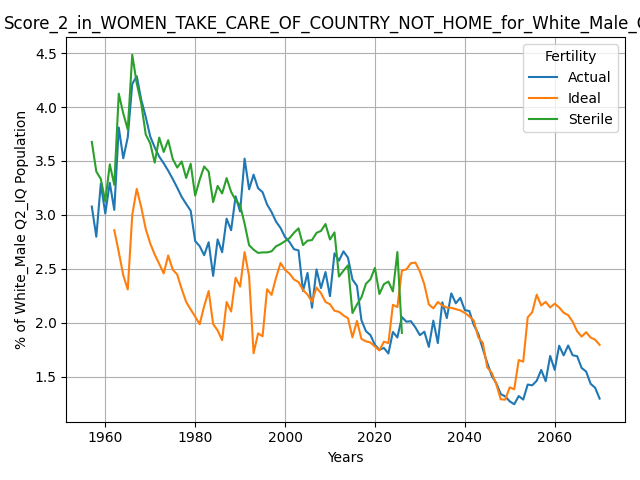 Score_2_in_WOMEN_TAKE_CARE_OF_COUNTRY_NOT_HOME_for_White_Male_
Fertility
Actual
Ideal
Sterile
% of White_Male Q2_IQ Population
4.5
4.0
3.5
3.0
2.5
2.0
1.5
1960 1980 2000 2020 2040 2060
Years